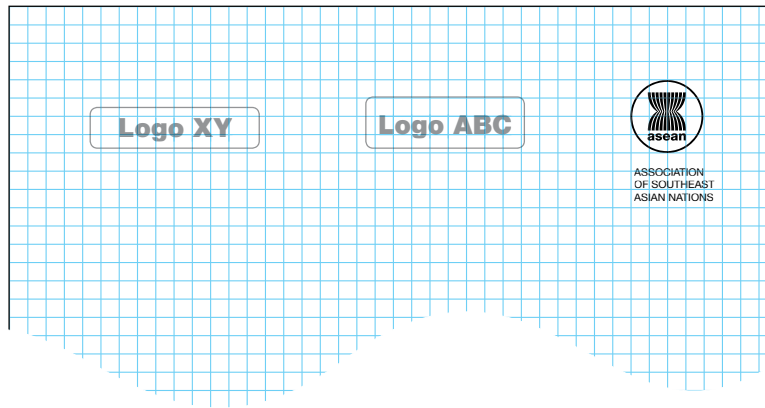 Logo XY
Logo ABC
asean
ASSOCIATION
OF SOUTHEAST
ASIAN NATIONS